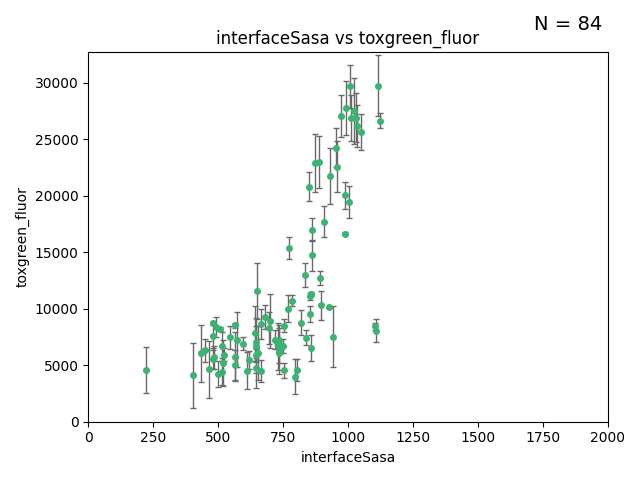 N = 84
interfaceSasa vs toxgreen_fluor
30000
25000
20000
15000
10000
5000
0
toxgreen_fluor
0 250 500 750 1000 1250 1500 1750 2000
interfaceSasa